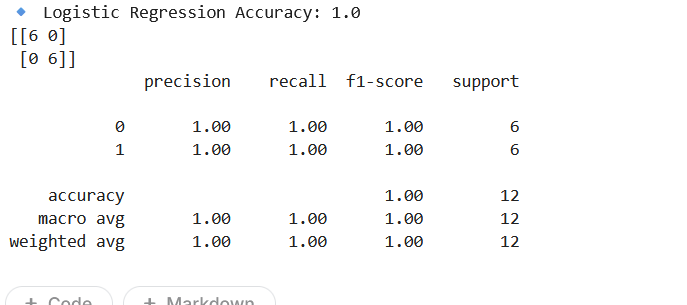 🔹 Logistic Regression Accuracy: 1.0
[[6 0]
 [0 6]]
              precision    recall  f1-score   support

           0       1.00      1.00      1.00         6
           1       1.00      1.00      1.00         6

    accuracy                           1.00        12
   macro avg       1.00      1.00      1.00        12
weighted avg       1.00      1.00      1.00        12

+ Code + Markdown